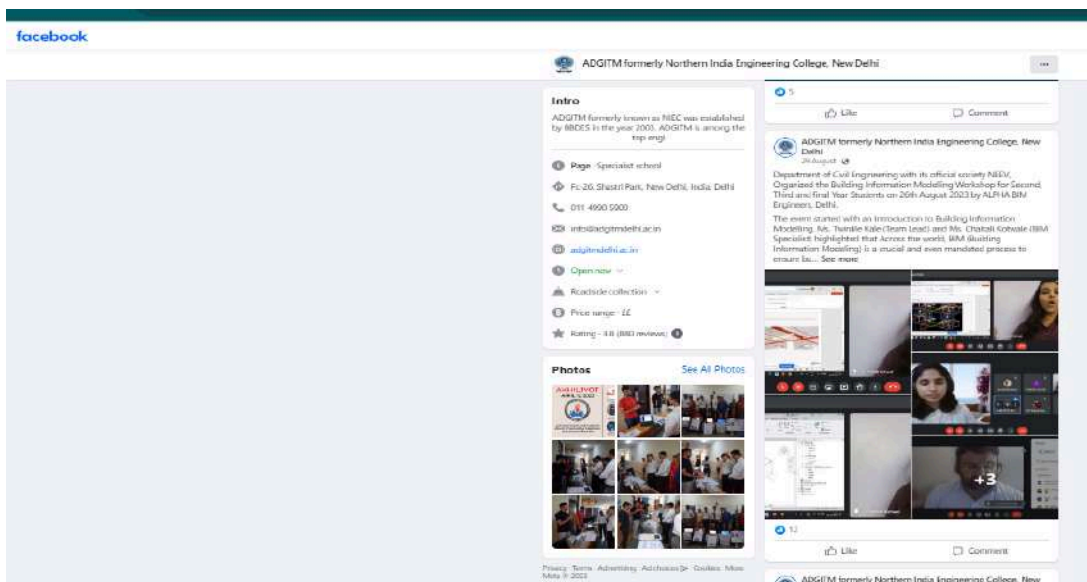 facebook
ADGITM formerly Northern India Engineering College, New Delhi
Intro
ADGITM formerly known as NIEC was established
by BBDES in the year 2003. ADGITM is among the
top engi
Page · Specialist school
Fc-26, Shastri Park, New Delhi, India, Delhi
011 4990 5900
info@adgitmdelhi.ac.in
adgitmdelhi.ac.in
Open now
Roadside collection
Price range · ££
Rating · 3.8 (880 reviews)
Photos
See All Photos
Privacy · Terms · Advertising · Ad choices · Cookies · More
Meta © 2023
5
Like
Comment
ADGITM formerly Northern India Engineering College, New
Delhi
29 August
Department of Civil Engineering with its official society NEEV,
Organized the Building Information Modelling Workshop for Second,
Third and final Year Students on 26th August 2023 by ALPHA BIM
Engineers, Delhi.
The event started with an Introduction to Building Information
Modelling. Ms. Twinkle Kale (Team Lead) and Ms. Chaitali Kotwale (BIM
Specialist) highlighted that Across the world, BIM (Building
Information Modeling) is a crucial and even mandated process to
ensure bu... See more
+3
12
Like
Comment
ADGITM formerly Northern India Engineering College, New